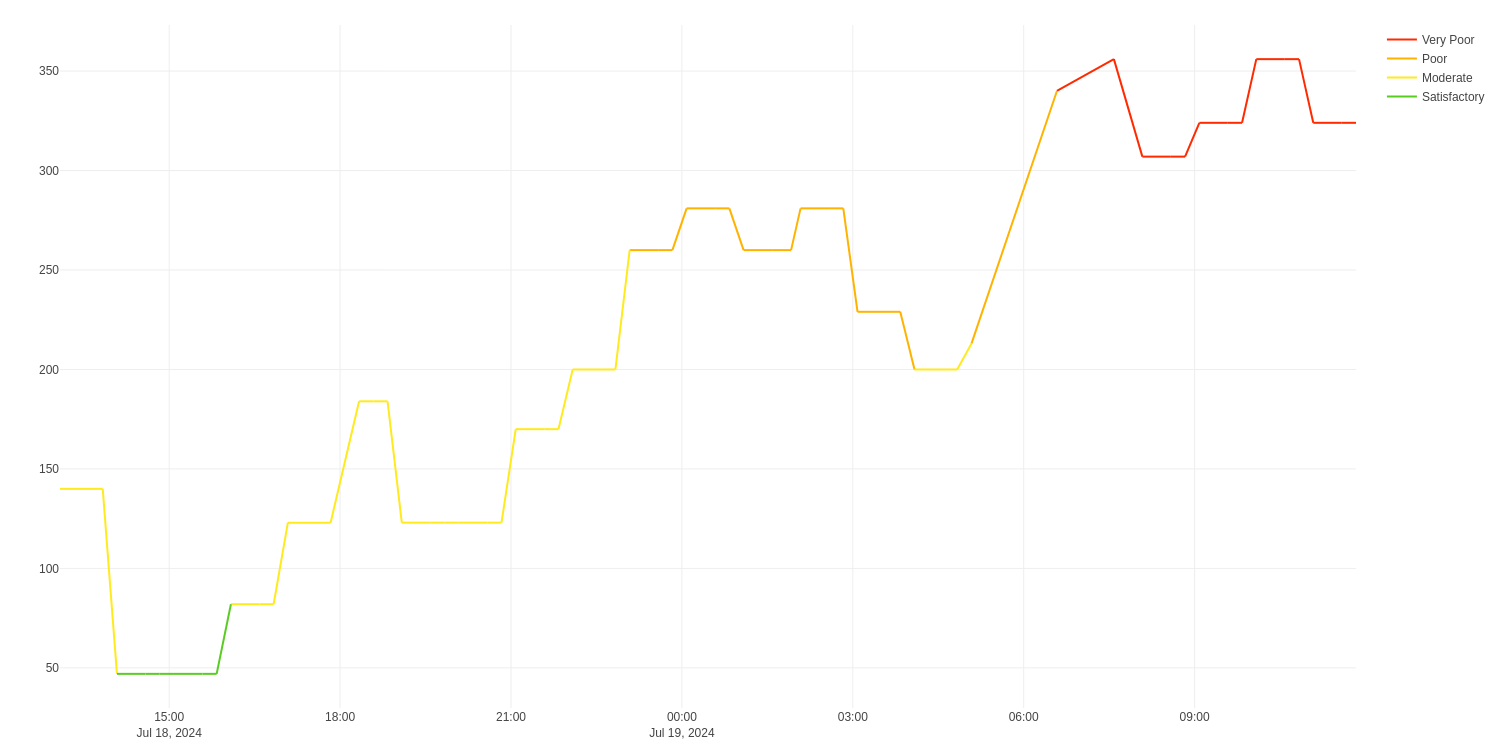 350
300
250
200
150
100
50
15:00
Jul 18, 2024
18:00
21:00
00:00
Jul 19, 2024
03:00
06:00
09:00
Very Poor
Poor
Moderate
Satisfactory